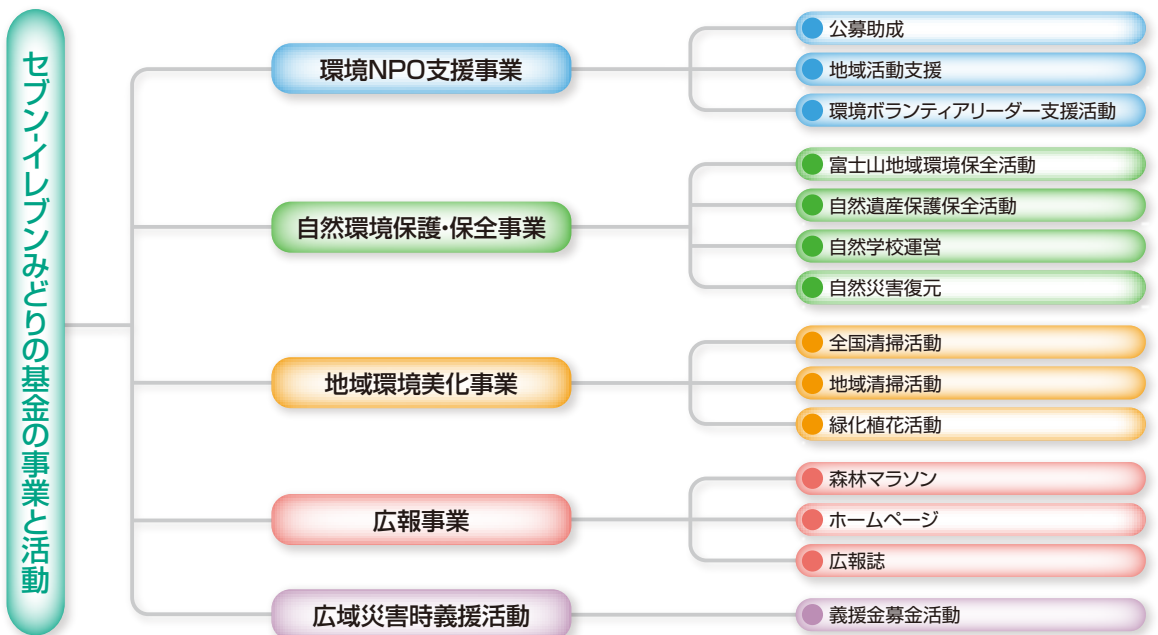 セブン-イレブンみどりの基金の事業と活動
環境NPO支援事業
公募助成
地域活動支援
環境ボランティアリーダー支援活動
自然環境保護・保全事業
富士山地域環境保全活動
自然遺産保護保全活動
自然学校運営
自然災害復元
地域環境美化事業
全国清掃活動
地域清掃活動
緑化植花活動
広報事業
森林マラソン
ホームページ
広報誌
広域災害時義援活動
義援金募金活動